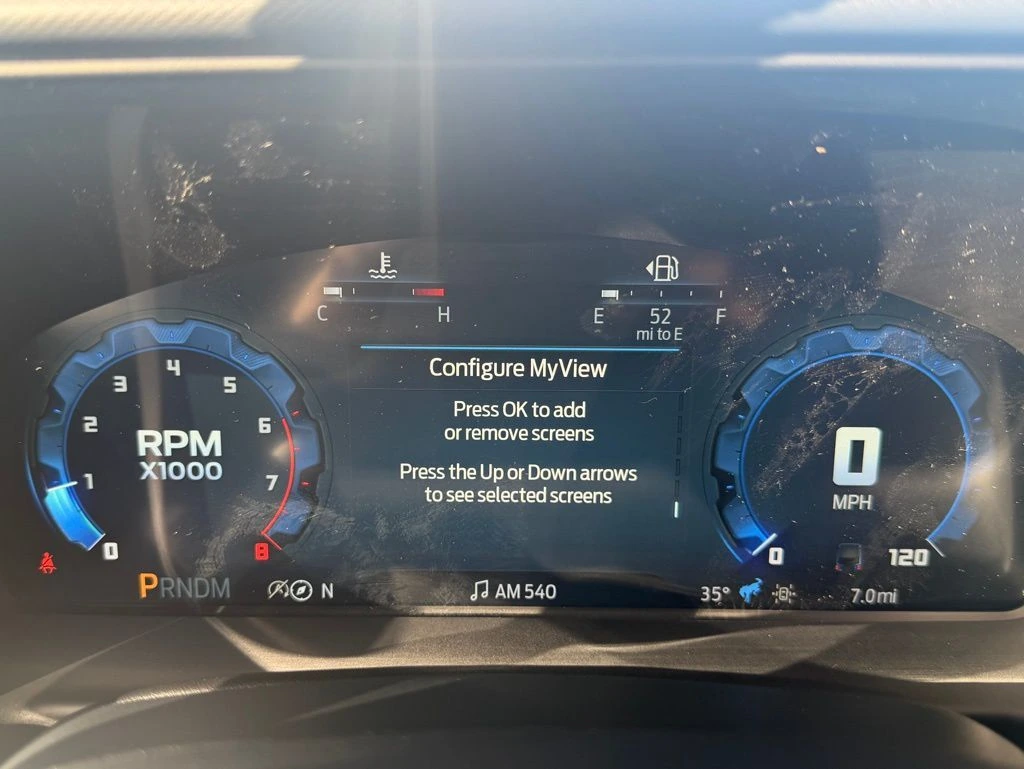 C H
E 52 F
mi to E
Configure MyView
Press OK to add
or remove screens
Press the Up or Down arrows
to see selected screens
0 1 2 3 4 5 6 7 8
RPM
X1000
0
MPH
0 120
PRNDM
N
AM 540
35°
7.0 mi